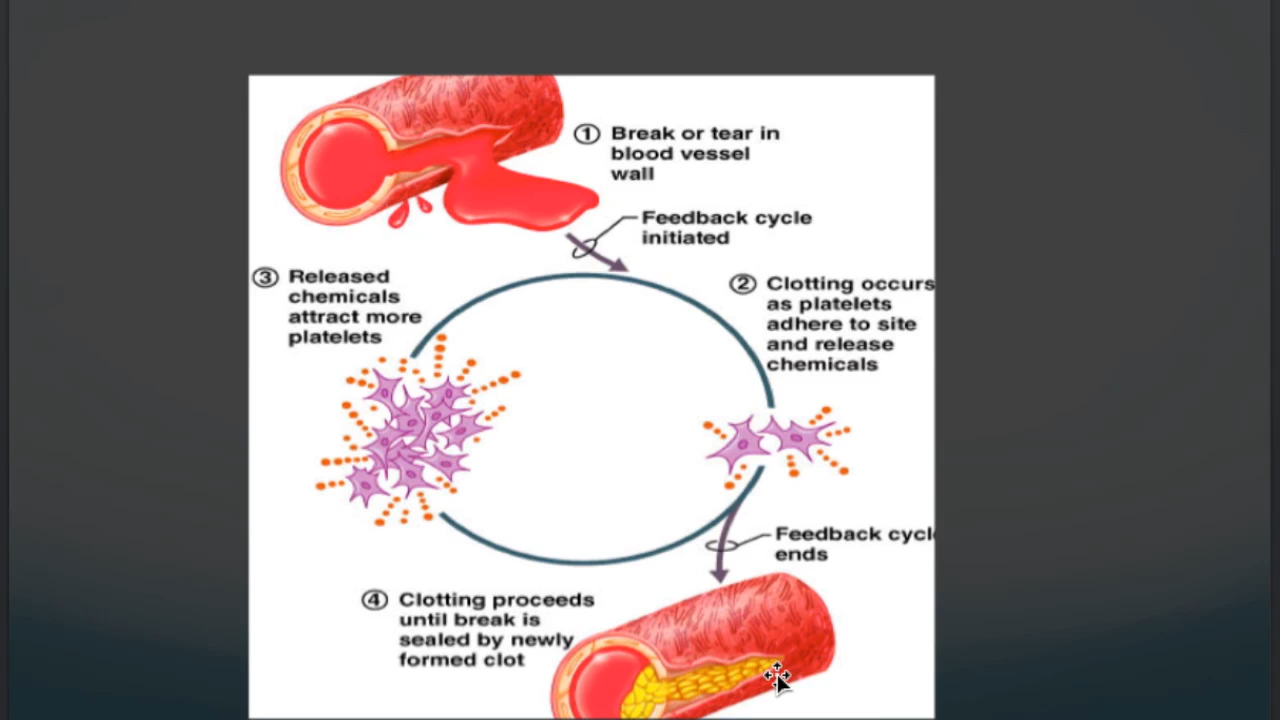 ① Break or tear in
blood vessel
wall
Feedback cycle
initiated
② Clotting occurs
as platelets
adhere to site
and release
chemicals
③ Released
chemicals
attract more
platelets
Feedback cycl
ends
④ Clotting proceeds
until break is
sealed by newly
formed clot